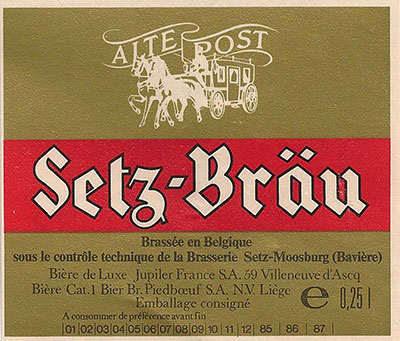 ALTE POST
Setz-Bräu
Brassée en Belgique
sous le contrôle technique de la Brasserie Setz-Moosburg (Bavière)
Bière de Luxe Jupiler France S.A. 59 Villeneuve d'Ascq
Bière Cat.1 Bier Br. Piedbœuf S.A. N.V. Liège
Emballage consigné
e 0,25 l
A consommer de préférence avant fin
|01|02|03|04|05|06|07|08|09|10|11|12|85|86|87|